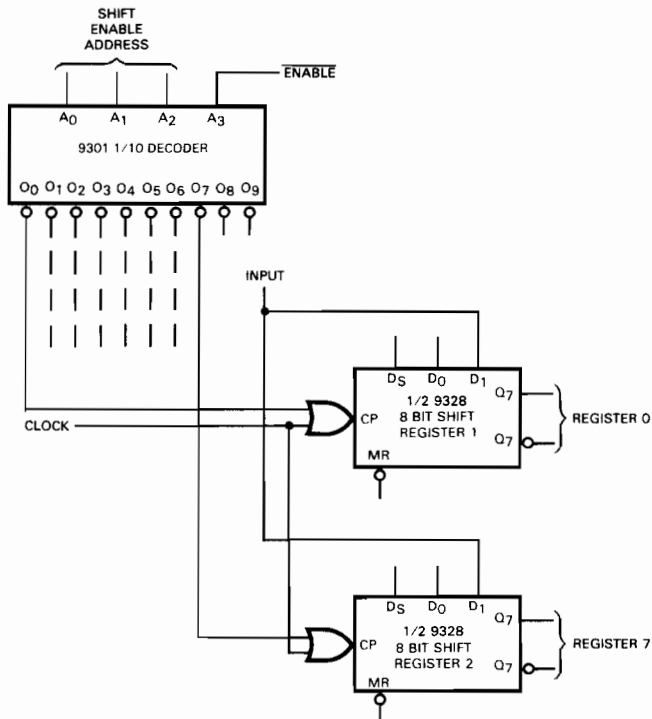 SHIFT
ENABLE
ADDRESS
ENABLE
A0 A1 A2 A3
9301 1/10 DECODER
O0 O1 O2 O3 O4 O5 O6 O7 O8 O9
INPUT
DS D0 D1
1/2 9328
8 BIT SHIFT
REGISTER 1
CP
MR
Q7
Q7
REGISTER 0
CLOCK
DS D0 D1
1/2 9328
8 BIT SHIFT
REGISTER 2
CP
MR
Q7
Q7
REGISTER 7